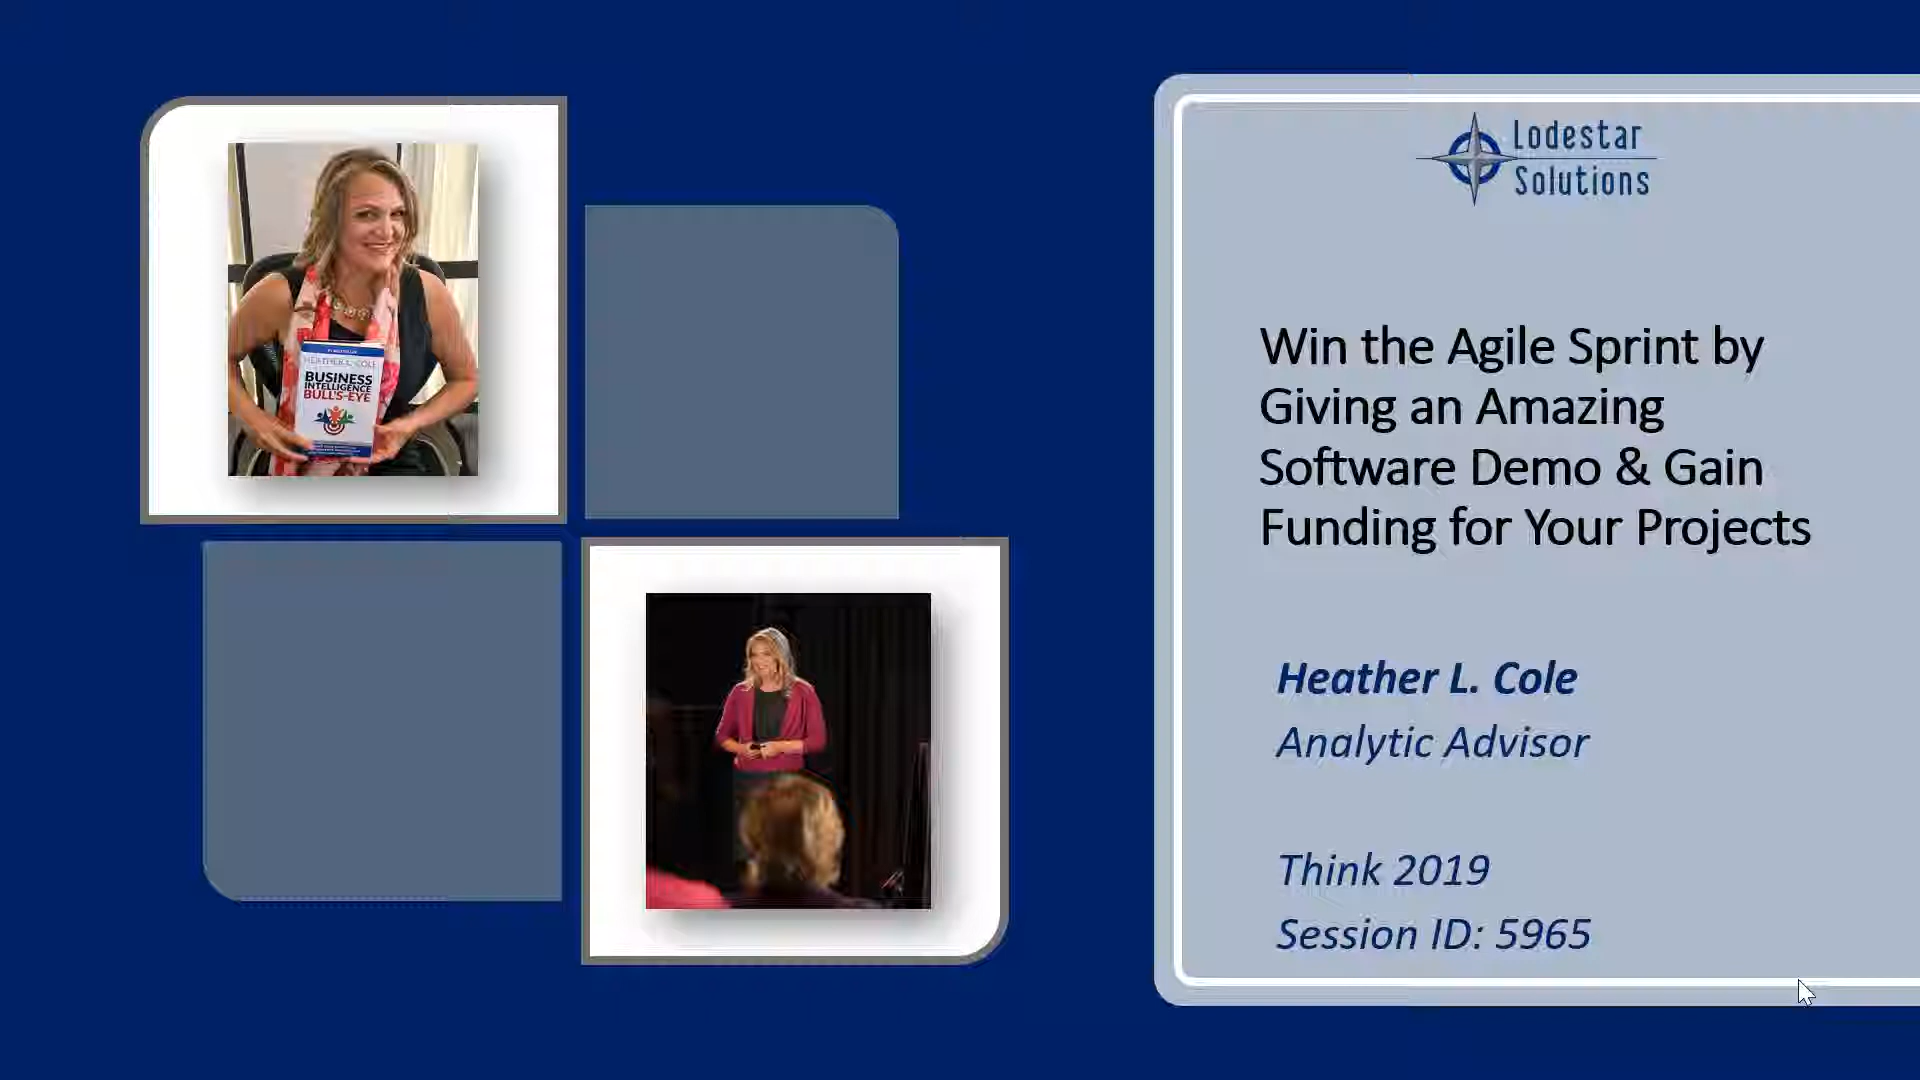 HEATHER L. COLE
BUSINESS
INTELLIGENCE
BULL'S-EYE
Lodestar
Solutions
Win the Agile Sprint by
Giving an Amazing
Software Demo & Gain
Funding for Your Projects
Heather L. Cole
Analytic Advisor
Think 2019
Session ID: 5965